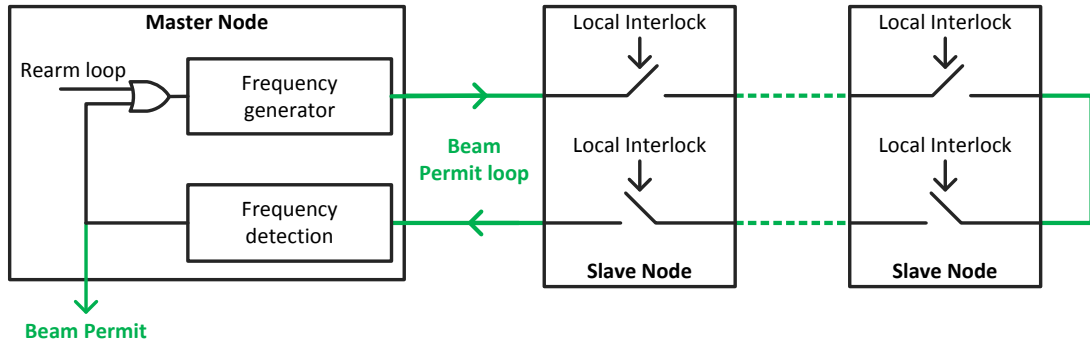 Master Node
Rearm loop
Frequency
generator
Frequency
detection
Beam Permit
Beam
Permit loop
Local Interlock
Local Interlock
Slave Node
Local Interlock
Local Interlock
Slave Node